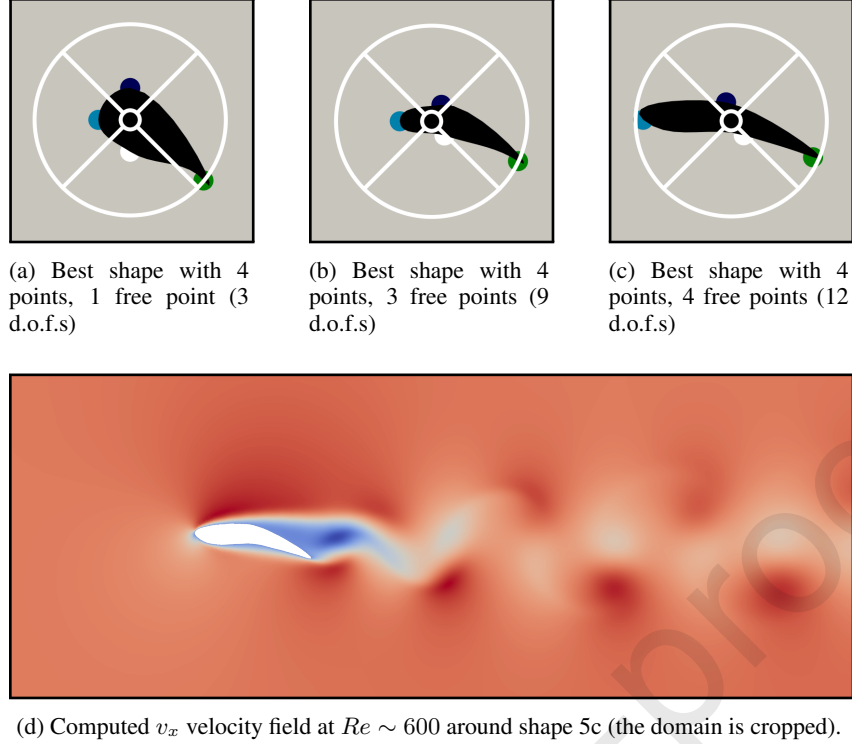 (a) Best shape with 4
points, 1 free point (3
d.o.f.s)
(b) Best shape with 4
points, 3 free points (9
d.o.f.s)
(c) Best shape with 4
points, 4 free points (12
d.o.f.s)
(d) Computed v_x velocity field at Re ∼ 600 around shape 5c (the domain is cropped).